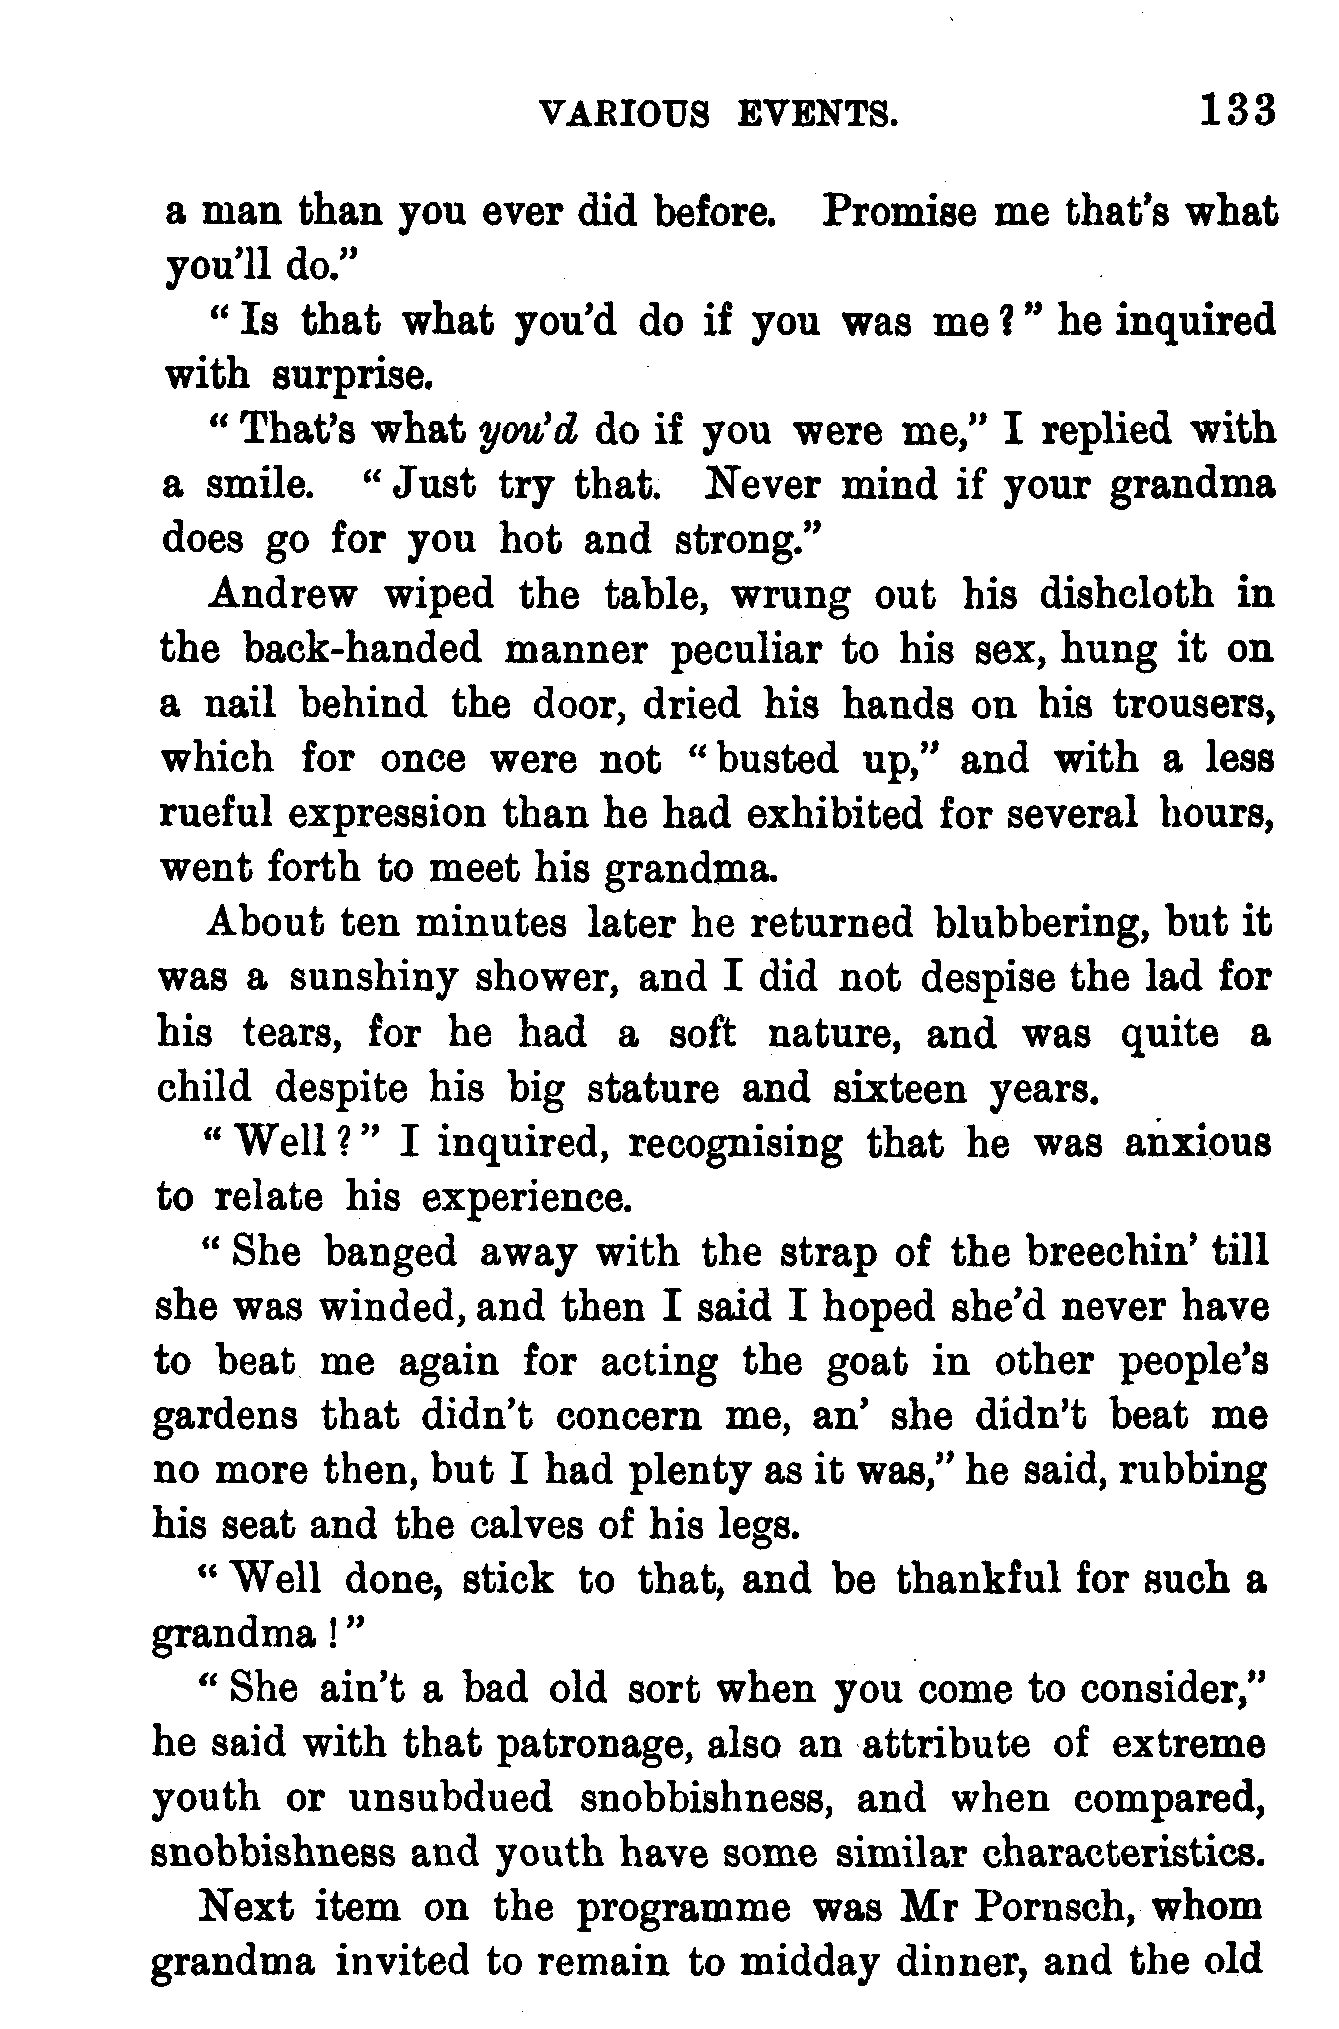 VARIOUS EVENTS. 133
a man than you ever did before. Promise me that's what
you'll do."
"Is that what you'd do if you was me?" he inquired
with surprise.
"That's what you'd do if you were me," I replied with
a smile. "Just try that. Never mind if your grandma
does go for you hot and strong."
Andrew wiped the table, wrung out his dishcloth in
the back-handed manner peculiar to his sex, hung it on
a nail behind the door, dried his hands on his trousers,
which for once were not "busted up," and with a less
rueful expression than he had exhibited for several hours,
went forth to meet his grandma.
About ten minutes later he returned blubbering, but it
was a sunshiny shower, and I did not despise the lad for
his tears, for he had a soft nature, and was quite a
child despite his big stature and sixteen years.
"Well?" I inquired, recognising that he was anxious
to relate his experience.
"She banged away with the strap of the breechin' till
she was winded, and then I said I hoped she'd never have
to beat me again for acting the goat in other people's
gardens that didn't concern me, an' she didn't beat me
no more then, but I had plenty as it was," he said, rubbing
his seat and the calves of his legs.
"Well done, stick to that, and be thankful for such a
grandma!"
"She ain't a bad old sort when you come to consider,"
he said with that patronage, also an attribute of extreme
youth or unsubdued snobbishness, and when compared,
snobbishness and youth have some similar characteristics.
Next item on the programme was Mr Pornsch, whom
grandma invited to remain to midday dinner, and the old